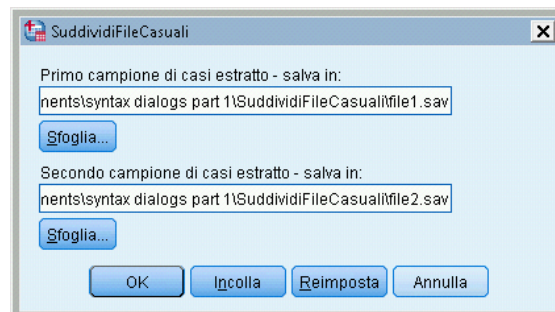 SuddividiFileCasuali
Primo campione di casi estratto - salva in:
nents\syntax dialogs part 1\SuddividiFileCasuali\file1.sav
Sfoglia...
Secondo campione di casi estratto - salva in:
nents\syntax dialogs part 1\SuddividiFileCasuali\file2.sav
Sfoglia...
OK Incolla Reimposta Annulla